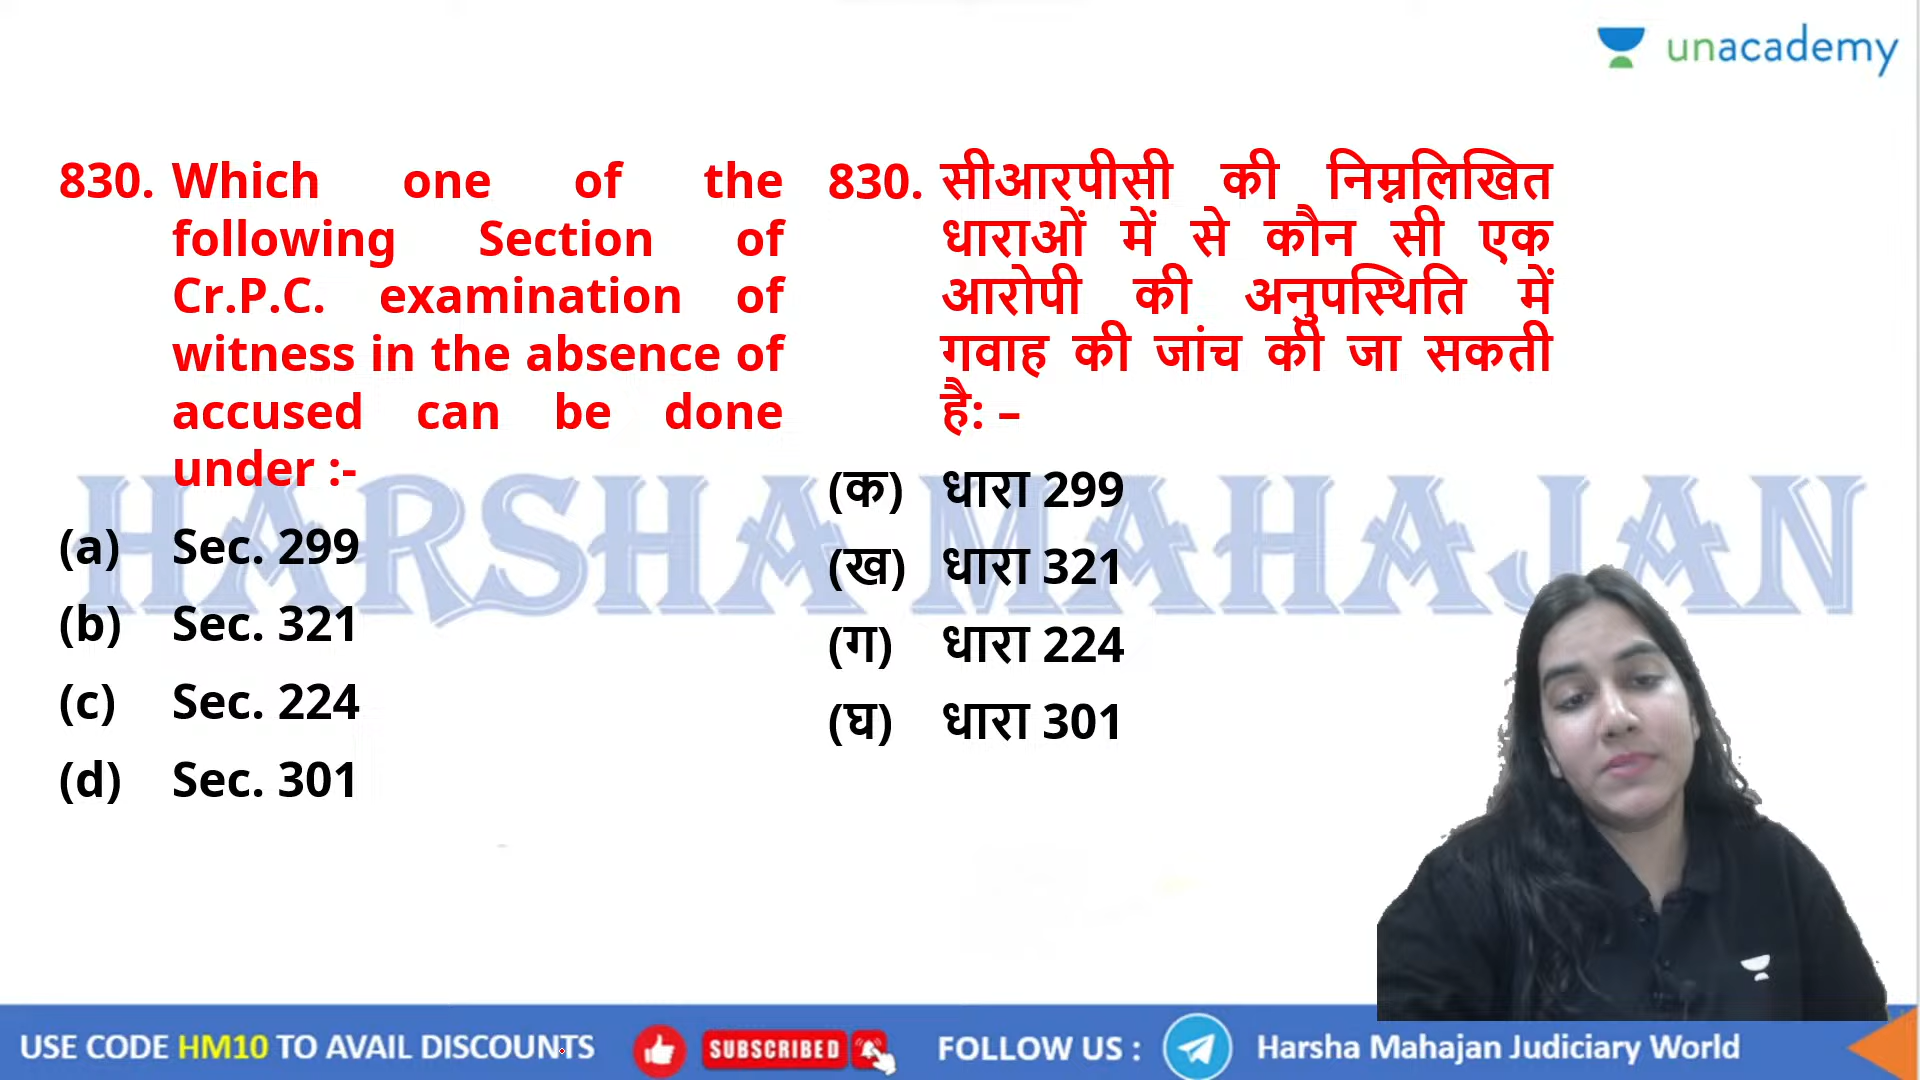 unacademy
830. Which one of the
following Section of
Cr.P.C. examination of
witness in the absence of
accused can be done
under :-
(a) Sec. 299
(b) Sec. 321
(c) Sec. 224
(d) Sec. 301
830. सीआरपीसी की निम्नलिखित
धाराओं में से कौन सी एक
आरोपी की अनुपस्थिति में
गवाह की जांच की जा सकती
है: –
(क) धारा 299
(ख) धारा 321
(ग) धारा 224
(घ) धारा 301
HARSHA MAHAJAN
USE CODE HM10 TO AVAIL DISCOUNTS
SUBSCRIBED
FOLLOW US :
Harsha Mahajan Judiciary World